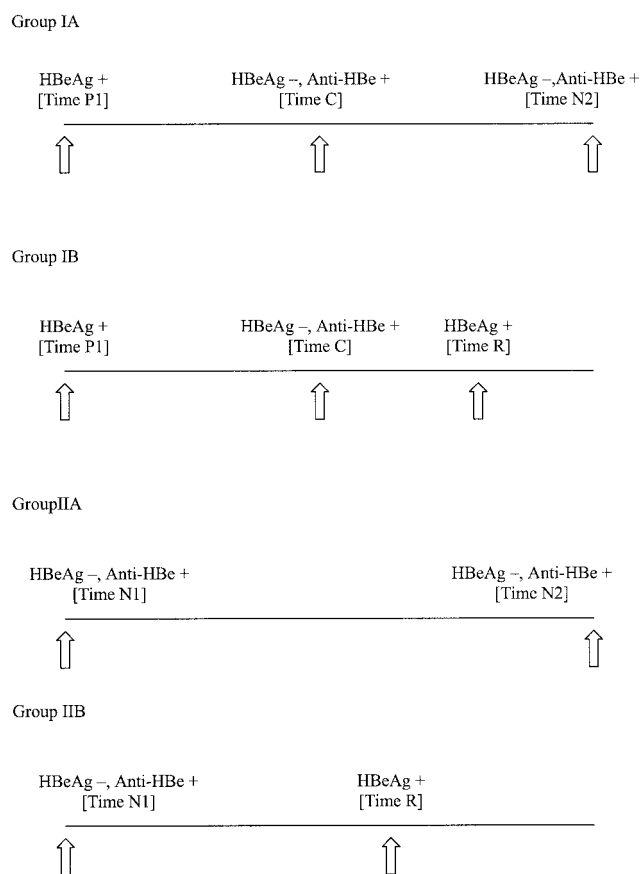 Group IA
HBeAg + HBeAg –, Anti-HBe + HBeAg –,Anti-HBe +
[Time P1] [Time C] [Time N2]
Group IB
HBeAg + HBeAg –, Anti-HBe + HBeAg +
[Time P1] [Time C] [Time R]
GroupIIA
HBeAg –, Anti-HBe + HBeAg –, Anti-HBe +
[Time N1] [Time N2]
Group IIB
HBeAg –, Anti-HBe + HBeAg +
[Time N1] [Time R]